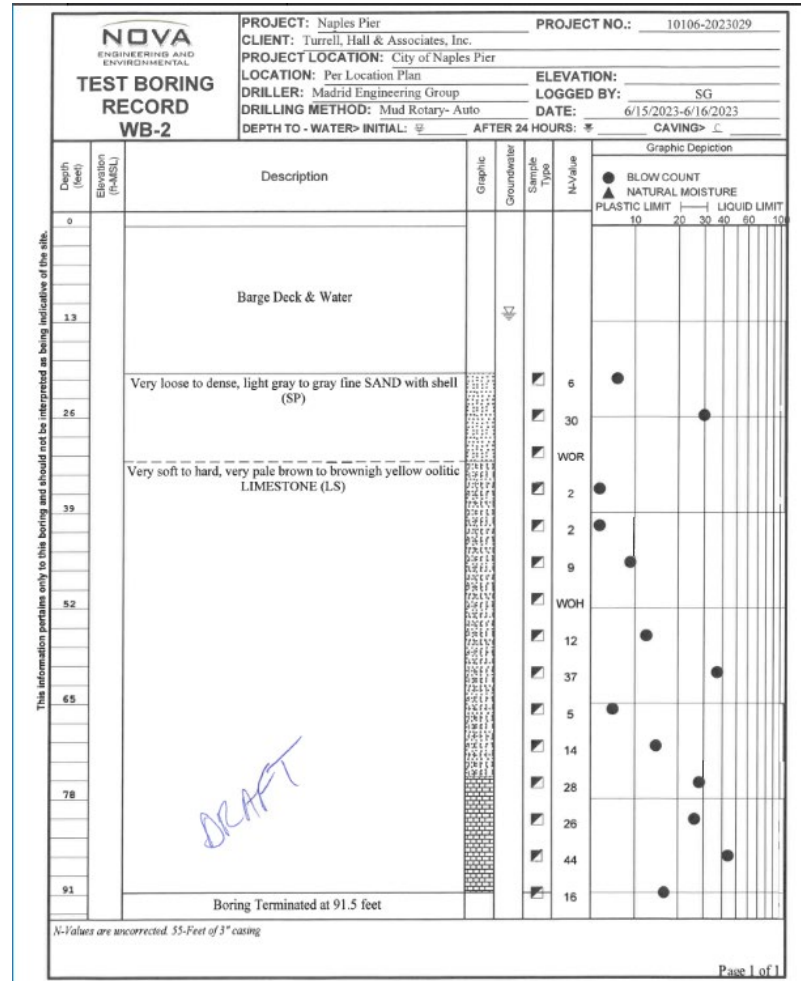 NOVA
ENGINEERING AND
ENVIRONMENTAL
TEST BORING
RECORD
WB-2
PROJECT: Naples Pier PROJECT NO.: 10106-2023029
CLIENT: Turrell, Hall & Associates, Inc.
PROJECT LOCATION: City of Naples Pier
LOCATION: Per Location Plan ELEVATION:
DRILLER: Madrid Engineering Group LOGGED BY: SG
DRILLING METHOD: Mud Rotary- Auto DATE: 6/15/2023-6/16/2023
DEPTH TO - WATER> INITIAL: AFTER 24 HOURS: CAVING>
Depth
(feet)
Elevation
(ft-MSL)
Description
Graphic
Groundwater
Sample
Type
N-Value
Graphic Depiction
BLOW COUNT
NATURAL MOISTURE
PLASTIC LIMIT LIQUID LIMIT
10 20 30 40 60 100
0
Barge Deck & Water
13
Very loose to dense, light gray to gray fine SAND with shell
(SP)
6
26
30
WOR
Very soft to hard, very pale brown to brownigh yellow oolitic
LIMESTONE (LS)
2
39
2
9
52
WOH
12
37
65
5
14
28
78
26
44
DRAFT
91
16
Boring Terminated at 91.5 feet
N-Values are uncorrected. 55-Feet of 3" casing
Page 1 of 1
This information pertains only to this boring and should not be interpreted as being indicative of the site.